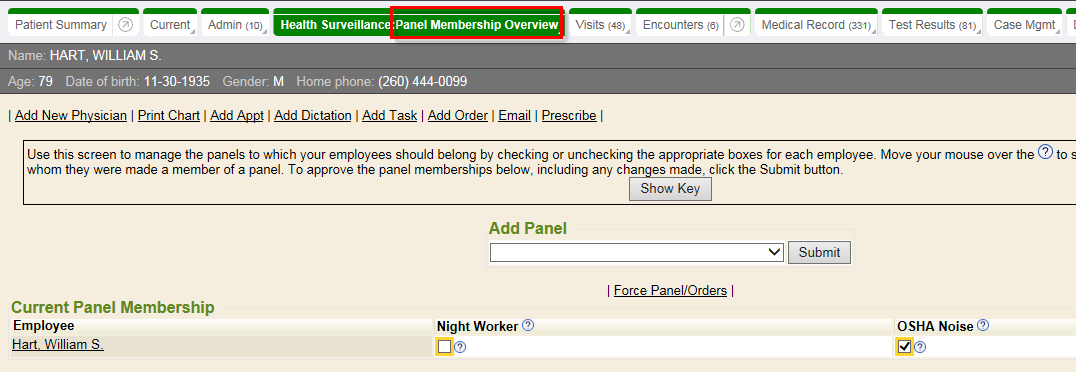 Patient Summary Current Admin (10) Health Surveillance:Panel Membership Overview Visits (48) Encounters (6) Medical Record (331) Test Results (81) Case Mgmt
Name: HART, WILLIAM S.
Age: 79 Date of birth: 11-30-1935 Gender: M Home phone: (260) 444-0099
| Add New Physician | Print Chart | Add Appt | Add Dictation | Add Task | Add Order | Email | Prescribe |
Use this screen to manage the panels to which your employees should belong by checking or unchecking the appropriate boxes for each employee. Move your mouse over the ? to s
whom they were made a member of a panel. To approve the panel memberships below, including any changes made, click the Submit button.
Show Key
Add Panel
Submit
| Force Panel/Orders |
Current Panel Membership
Employee Night Worker ? OSHA Noise ?
Hart, William S. ? ?